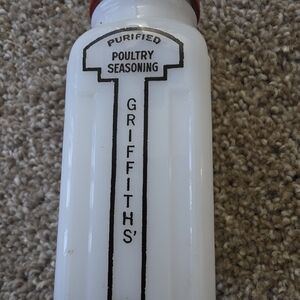 PURIFIED
POULTRY
SEASONING
GRIFFITHS'